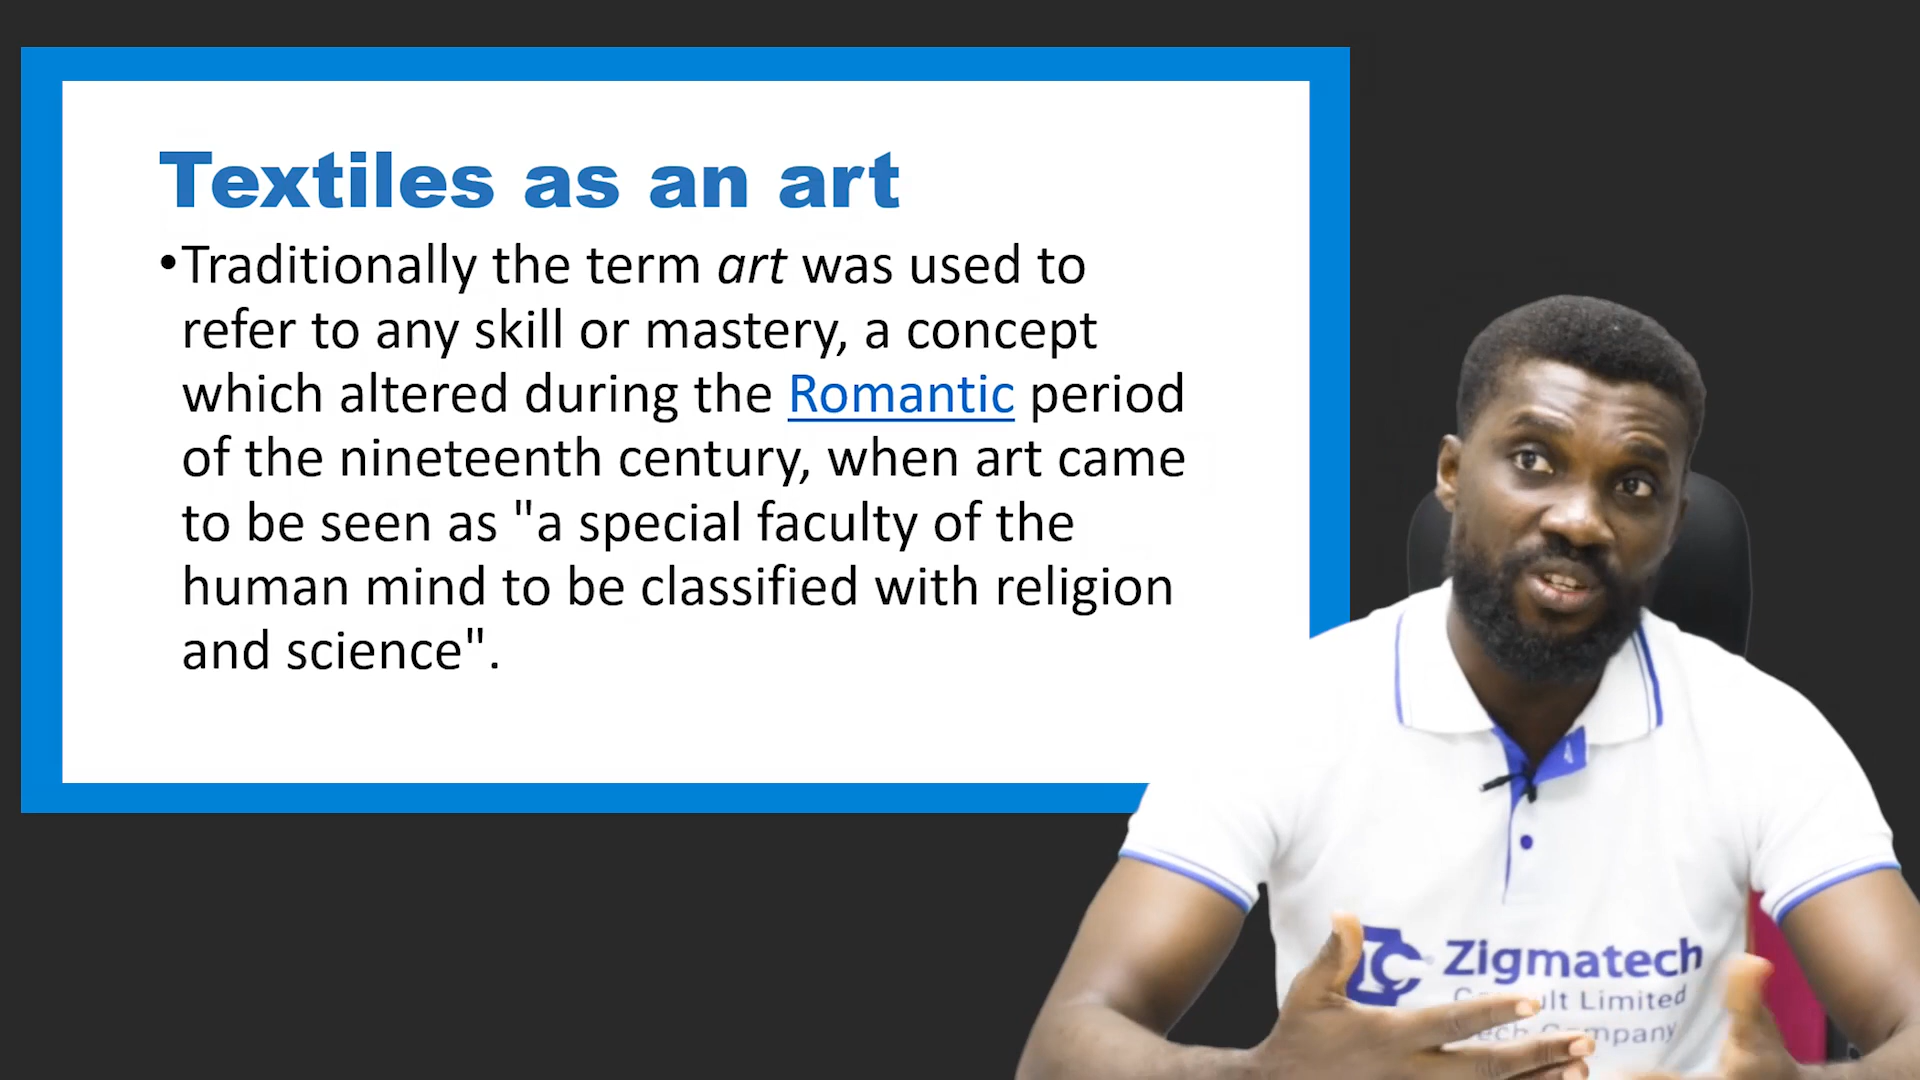 Textiles as an art
•Traditionally the term art was used to
refer to any skill or mastery, a concept
which altered during the Romantic period
of the nineteenth century, when art came
to be seen as "a special faculty of the
human mind to be classified with religion
and science".
Zigmatech
Limited